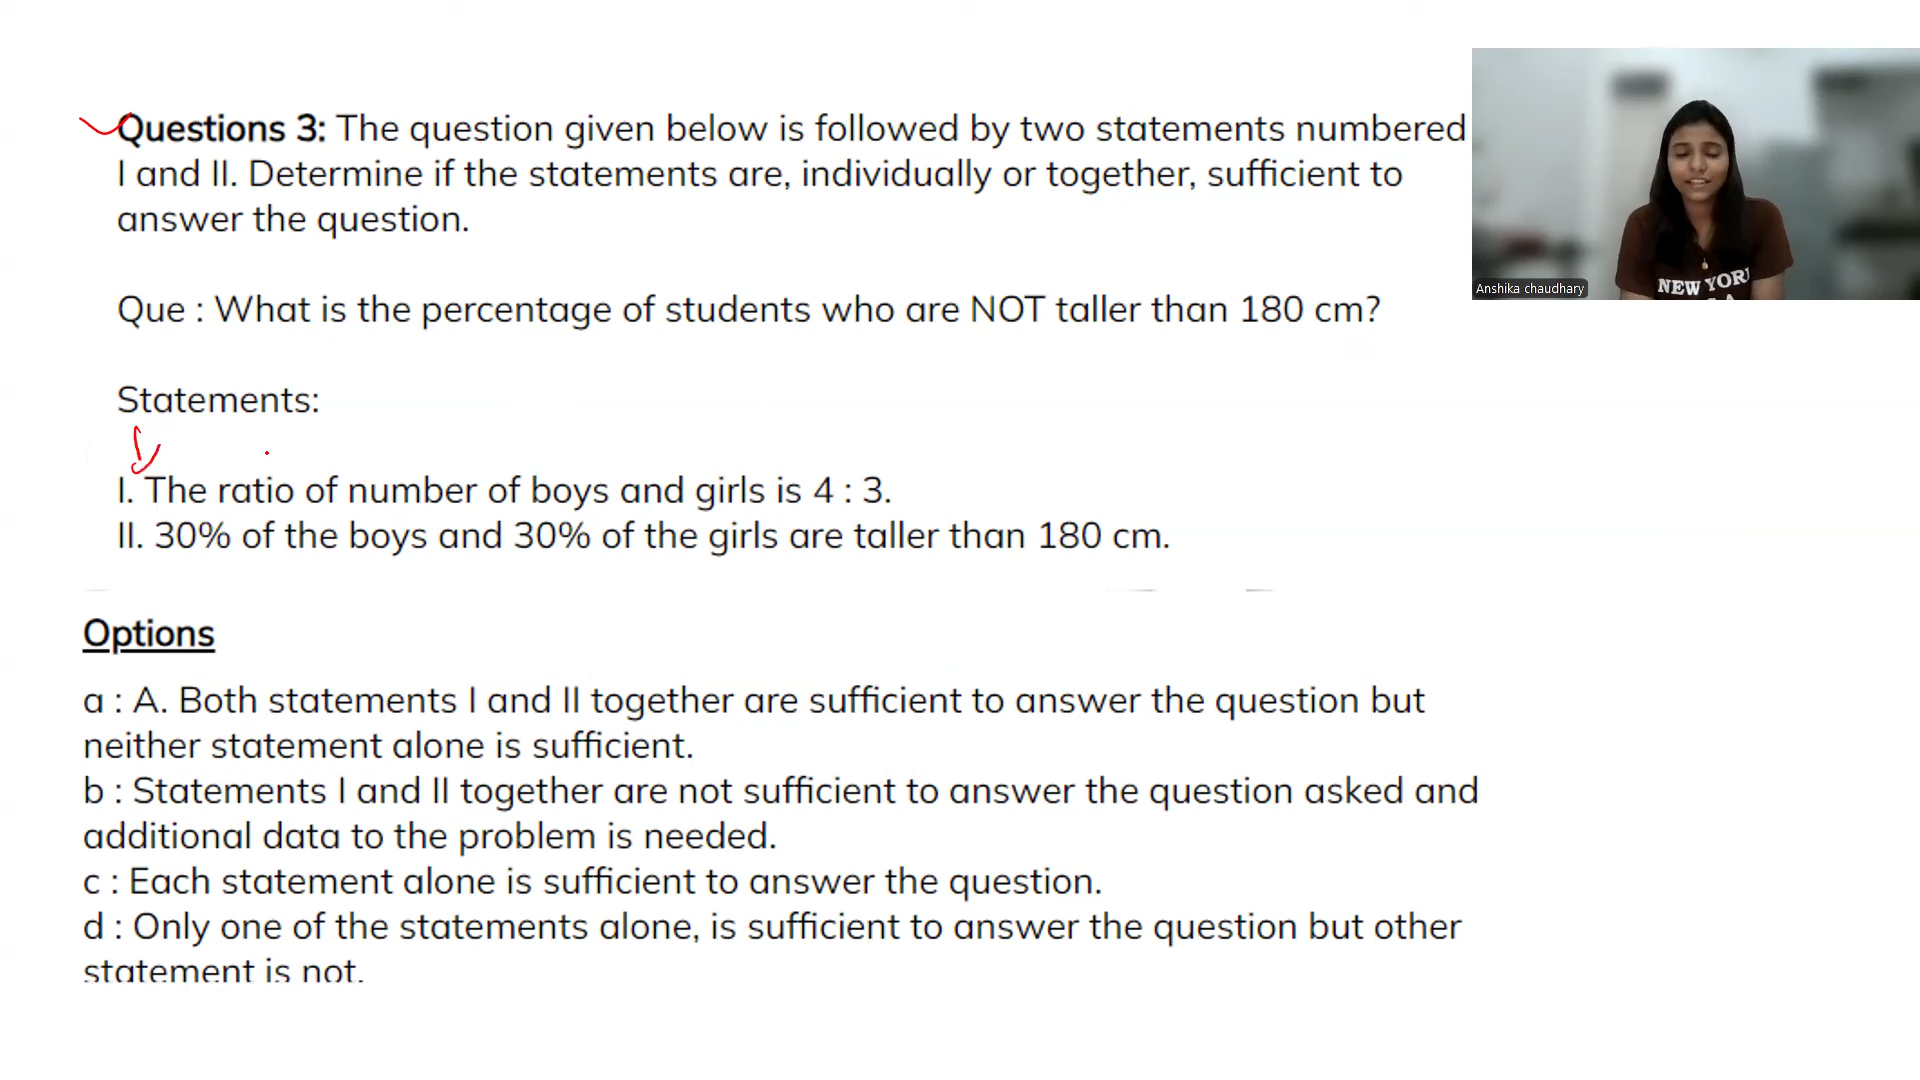 Questions 3: The question given below is followed by two statements numbered
I and II. Determine if the statements are, individually or together, sufficient to
answer the question.
Que : What is the percentage of students who are NOT taller than 180 cm?
Statements:
I. The ratio of number of boys and girls is 4 : 3.
II. 30% of the boys and 30% of the girls are taller than 180 cm.
Options
a : A. Both statements I and II together are sufficient to answer the question but
neither statement alone is sufficient.
b : Statements I and II together are not sufficient to answer the question asked and
additional data to the problem is needed.
c : Each statement alone is sufficient to answer the question.
d : Only one of the statements alone, is sufficient to answer the question but other
statement is not.
NEW YORK
Anshika chaudhary